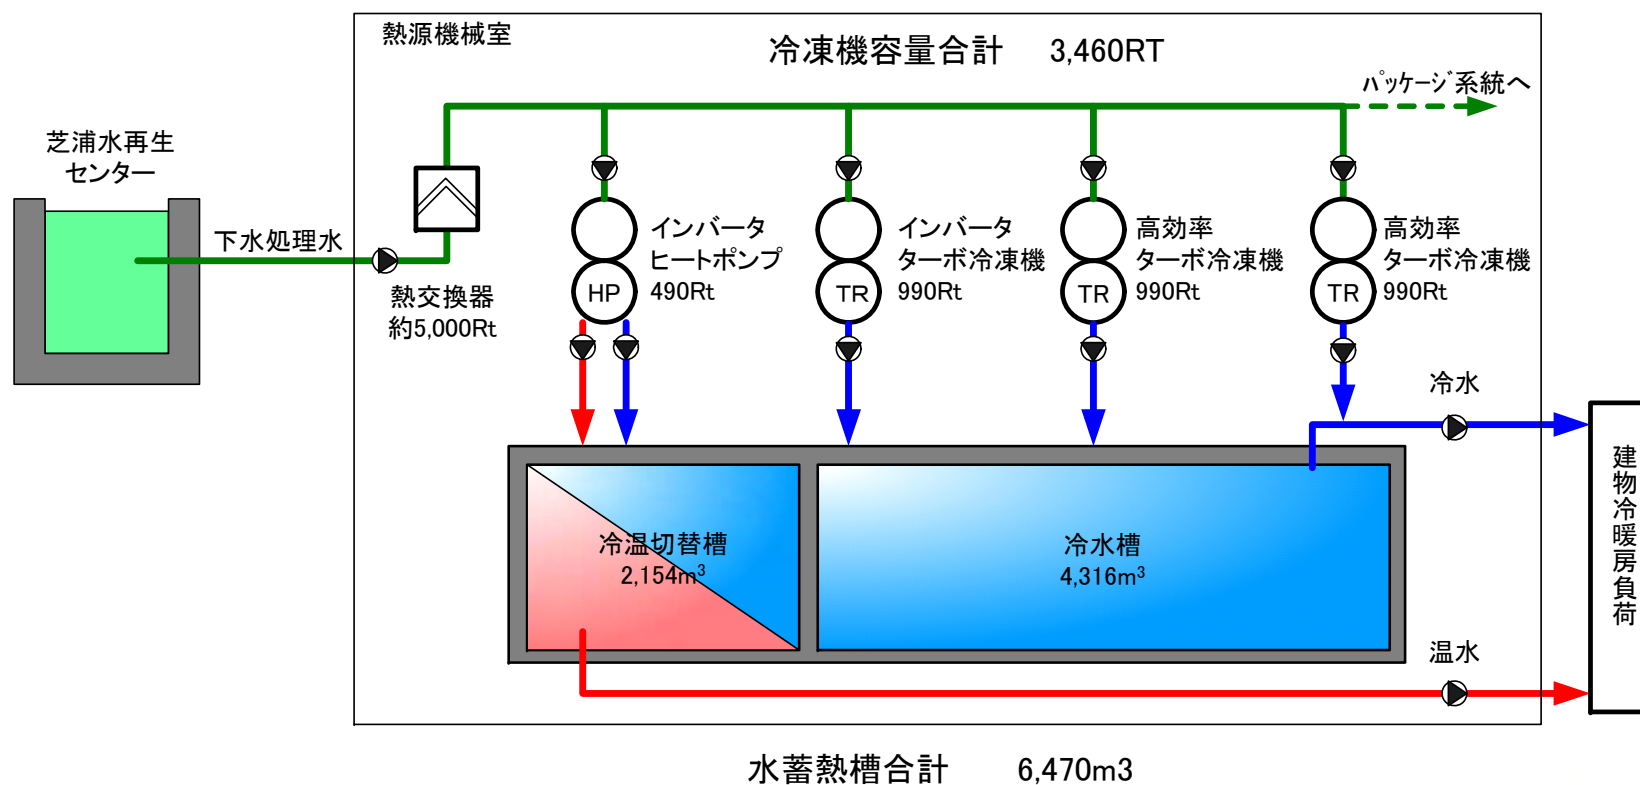 熱源機械室
冷凍機容量合計 3,460RT
パッケージ系統へ
芝浦水再生
センター
下水処理水
熱交換器
約5,000Rt
インバータ
ヒートポンプ
490Rt
HP
インバータ
ターボ冷凍機
990Rt
TR
高効率
ターボ冷凍機
990Rt
TR
高効率
ターボ冷凍機
990Rt
TR
冷水
冷温切替槽
2,154m³
冷水槽
4,316m³
建物冷暖房負荷
温水
水蓄熱槽合計 6,470m3